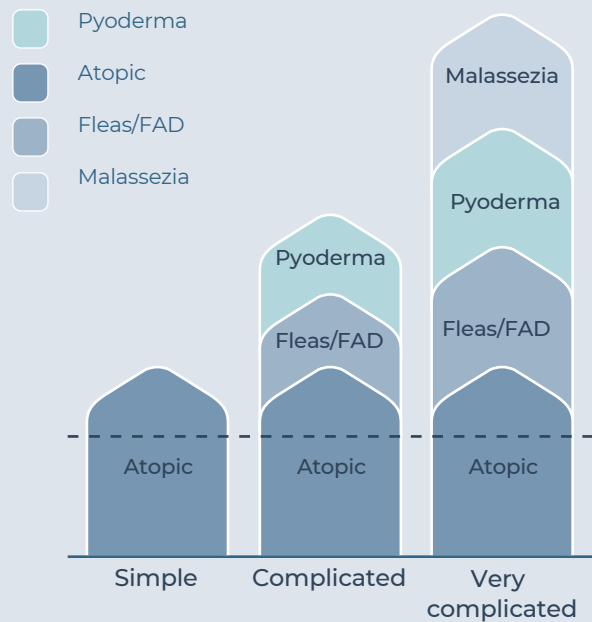 Pyoderma
Atopic
Fleas/FAD
Malassezia
Malassezia
Pyoderma
Pyoderma
Fleas/FAD
Fleas/FAD
Atopic
Atopic
Atopic
Simple
Complicated
Very
complicated